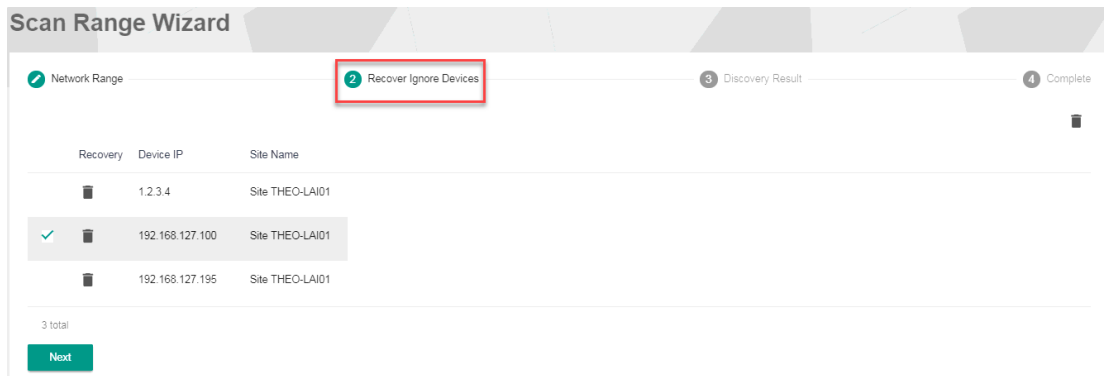 Scan Range Wizard
Network Range 2 Recover Ignore Devices 3 Discovery Result 4 Complete
Recovery Device IP Site Name
1.2.3.4 Site THEO-LAI01
192.168.127.100 Site THEO-LAI01
192.168.127.195 Site THEO-LAI01
3 total
Next